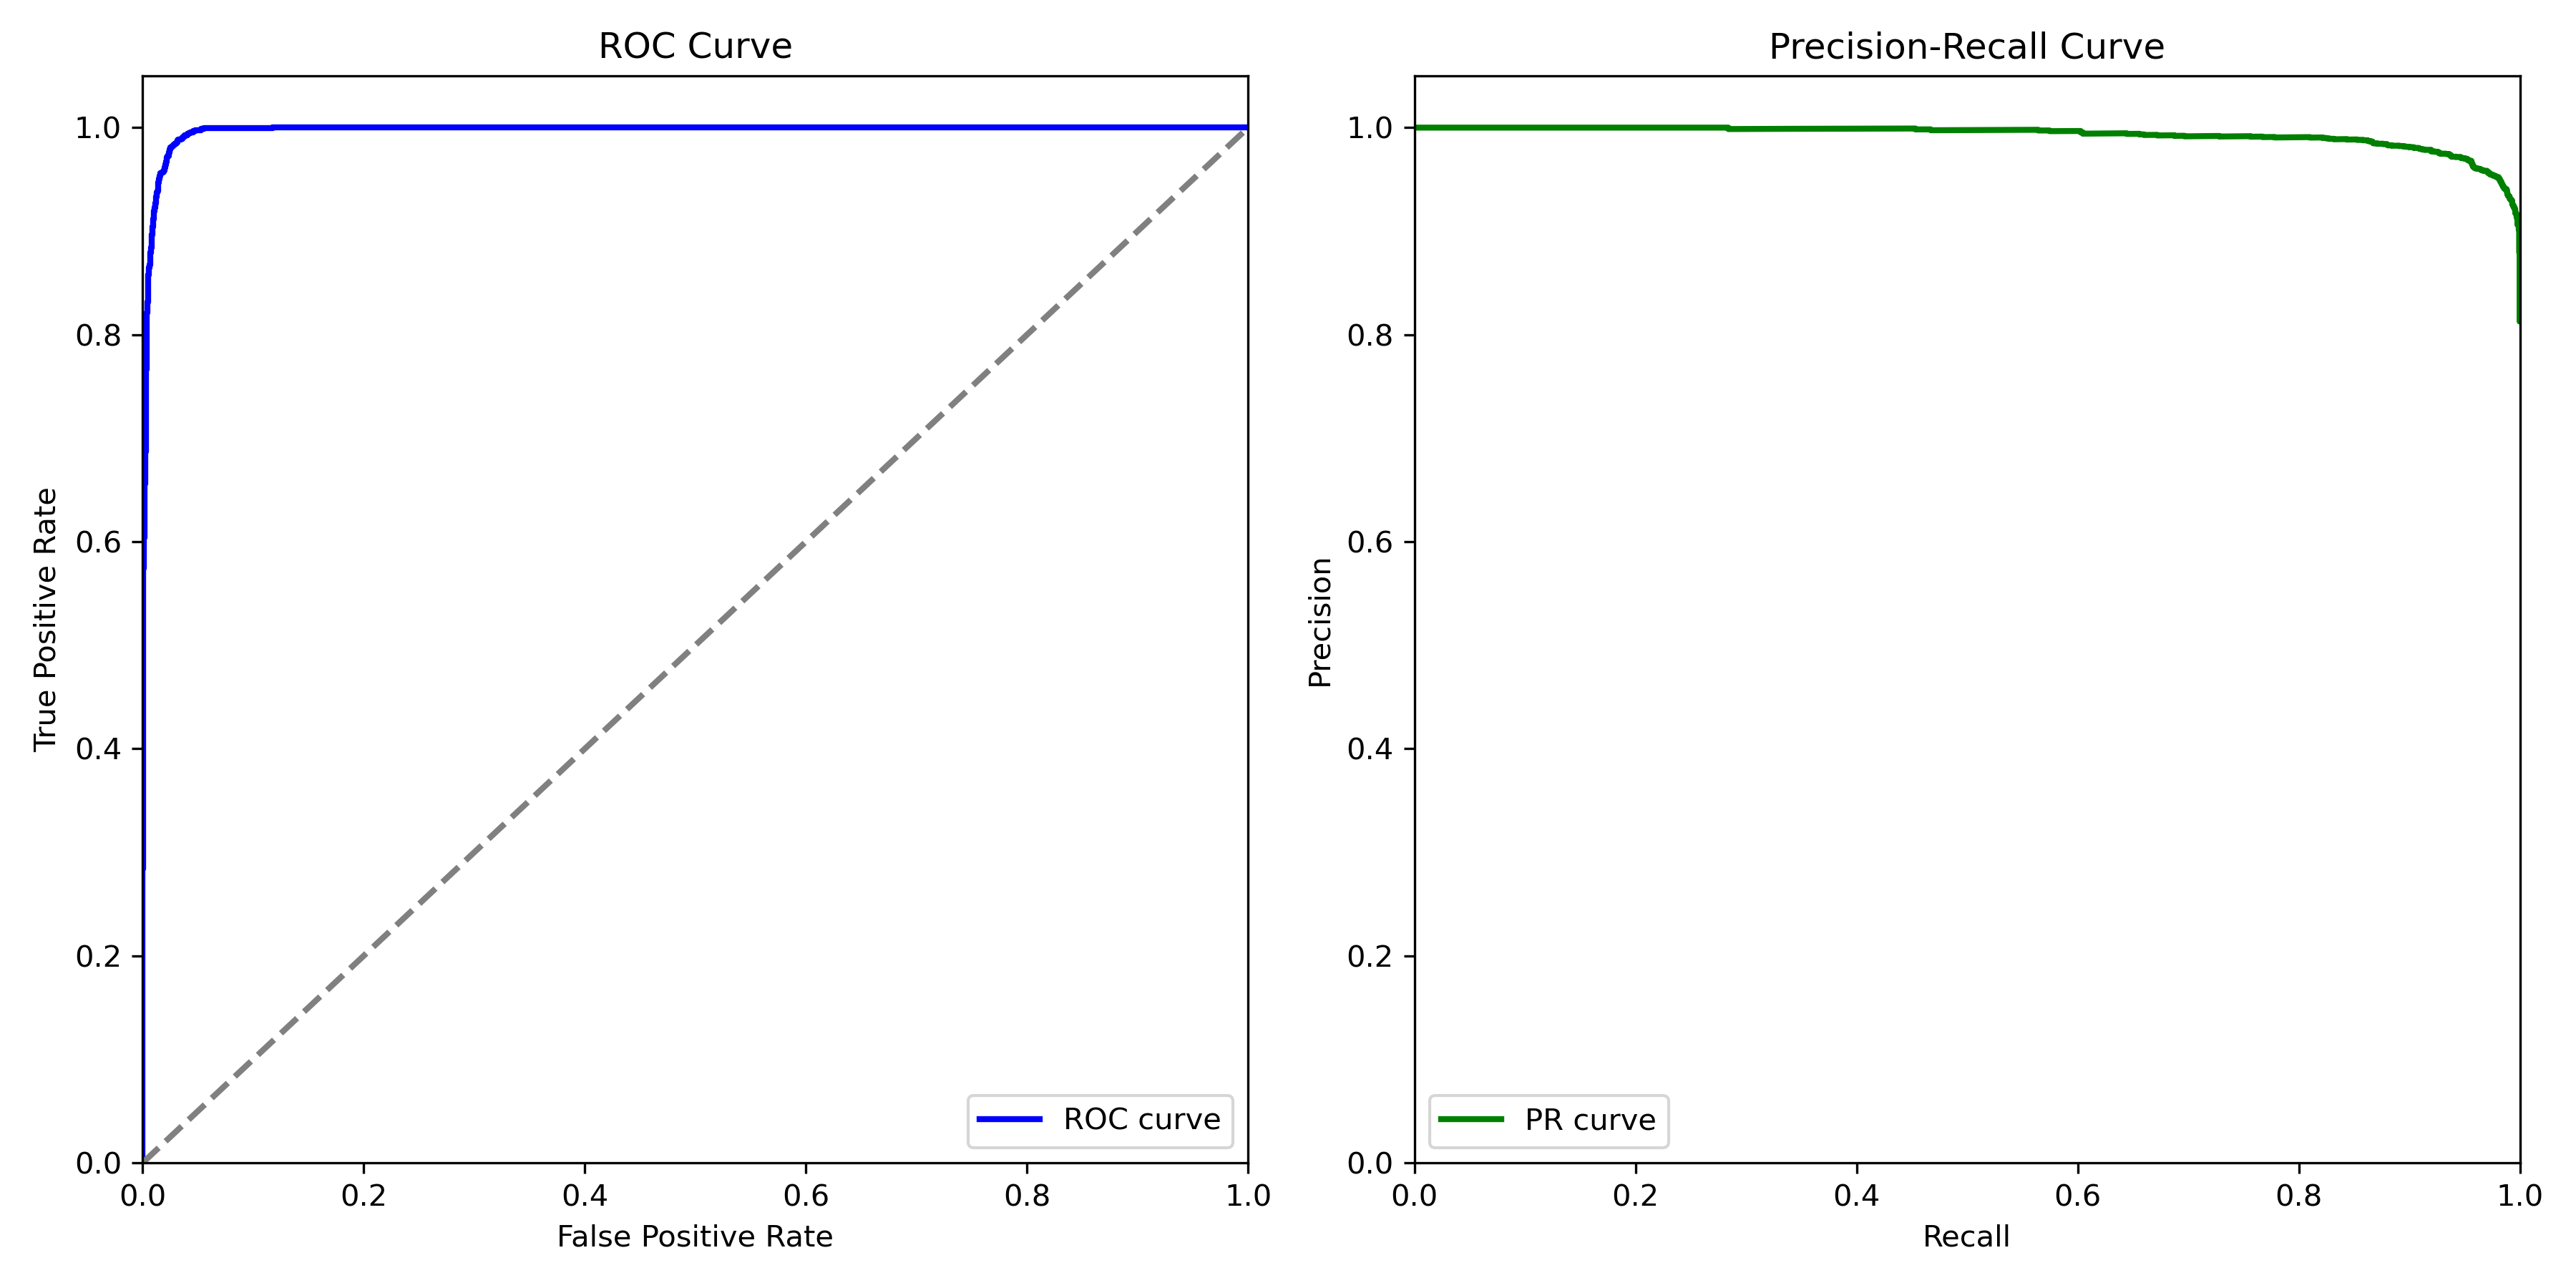 ROC Curve
1.0
0.8
0.6
0.4
0.2
0.0
True Positive Rate
0.0 0.2 0.4 0.6 0.8 1.0
False Positive Rate
ROC curve
Precision-Recall Curve
1.0
0.8
0.6
0.4
0.2
0.0
Precision
0.0 0.2 0.4 0.6 0.8 1.0
Recall
PR curve